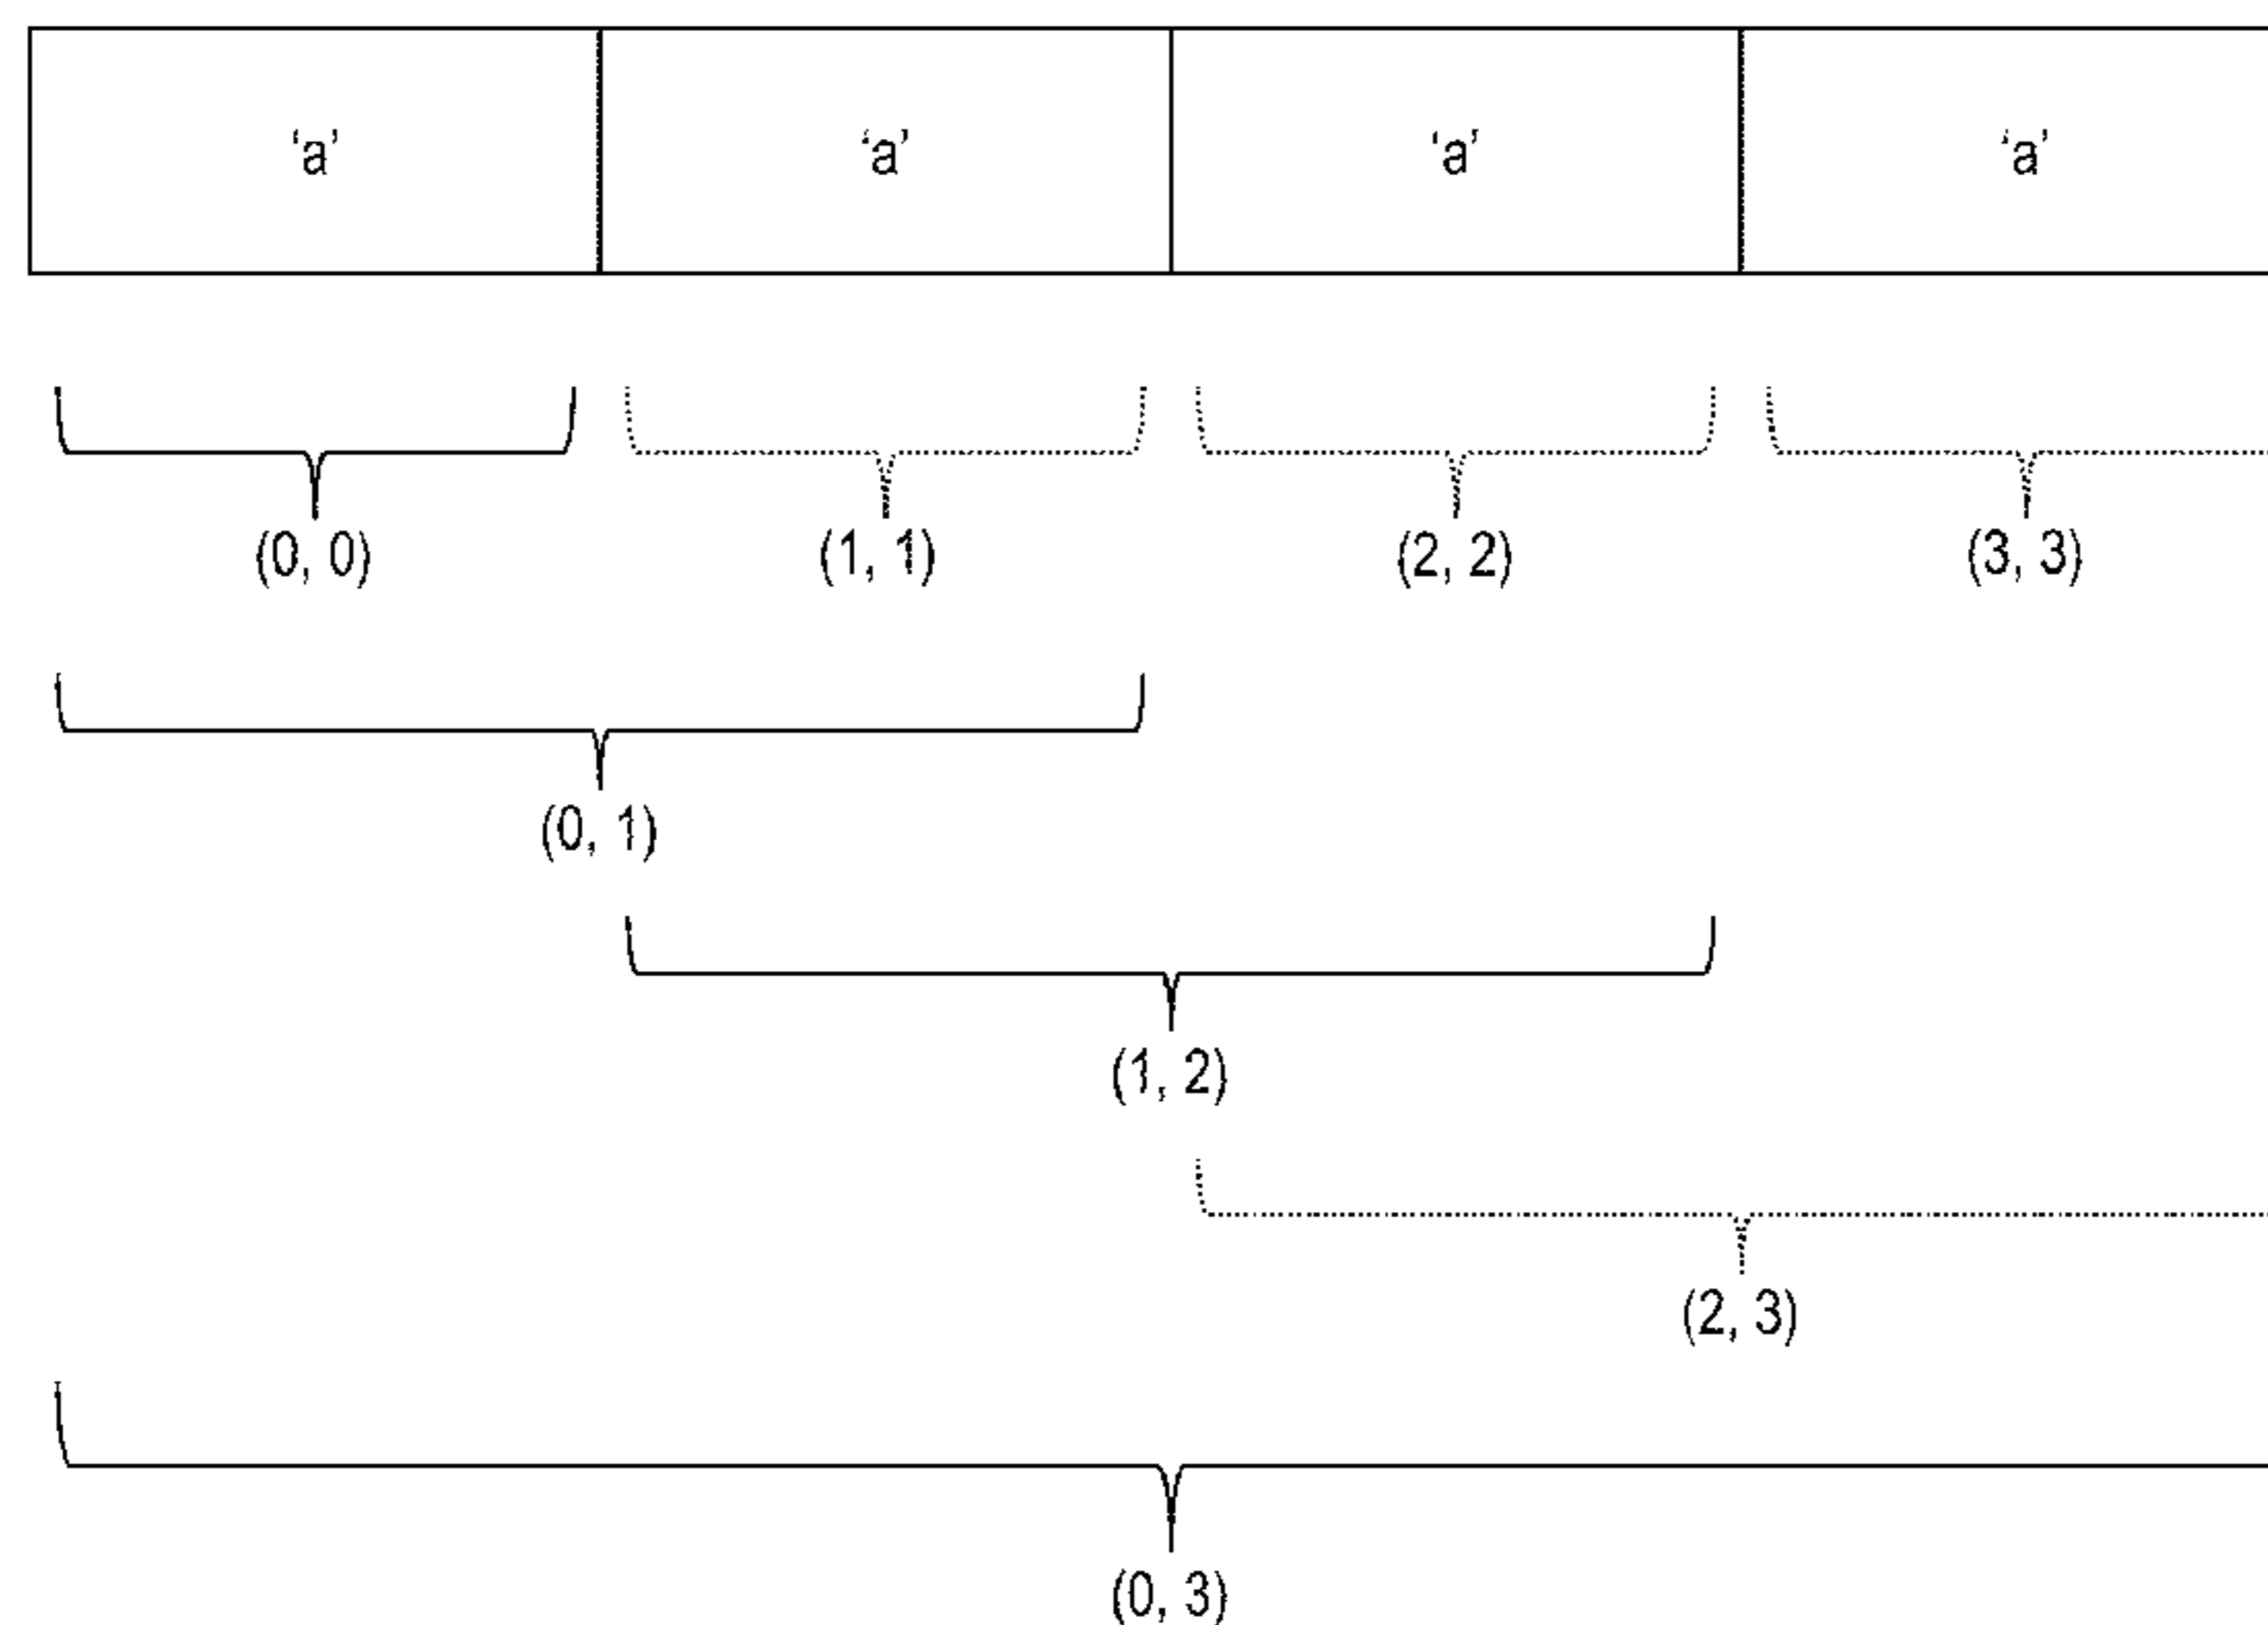 ‘a’ ‘a’ ‘a’ ‘a’
(0, 0) (1, 1) (2, 2) (3, 3)
(0, 1)
(1, 2)
(2, 3)
(0, 3)